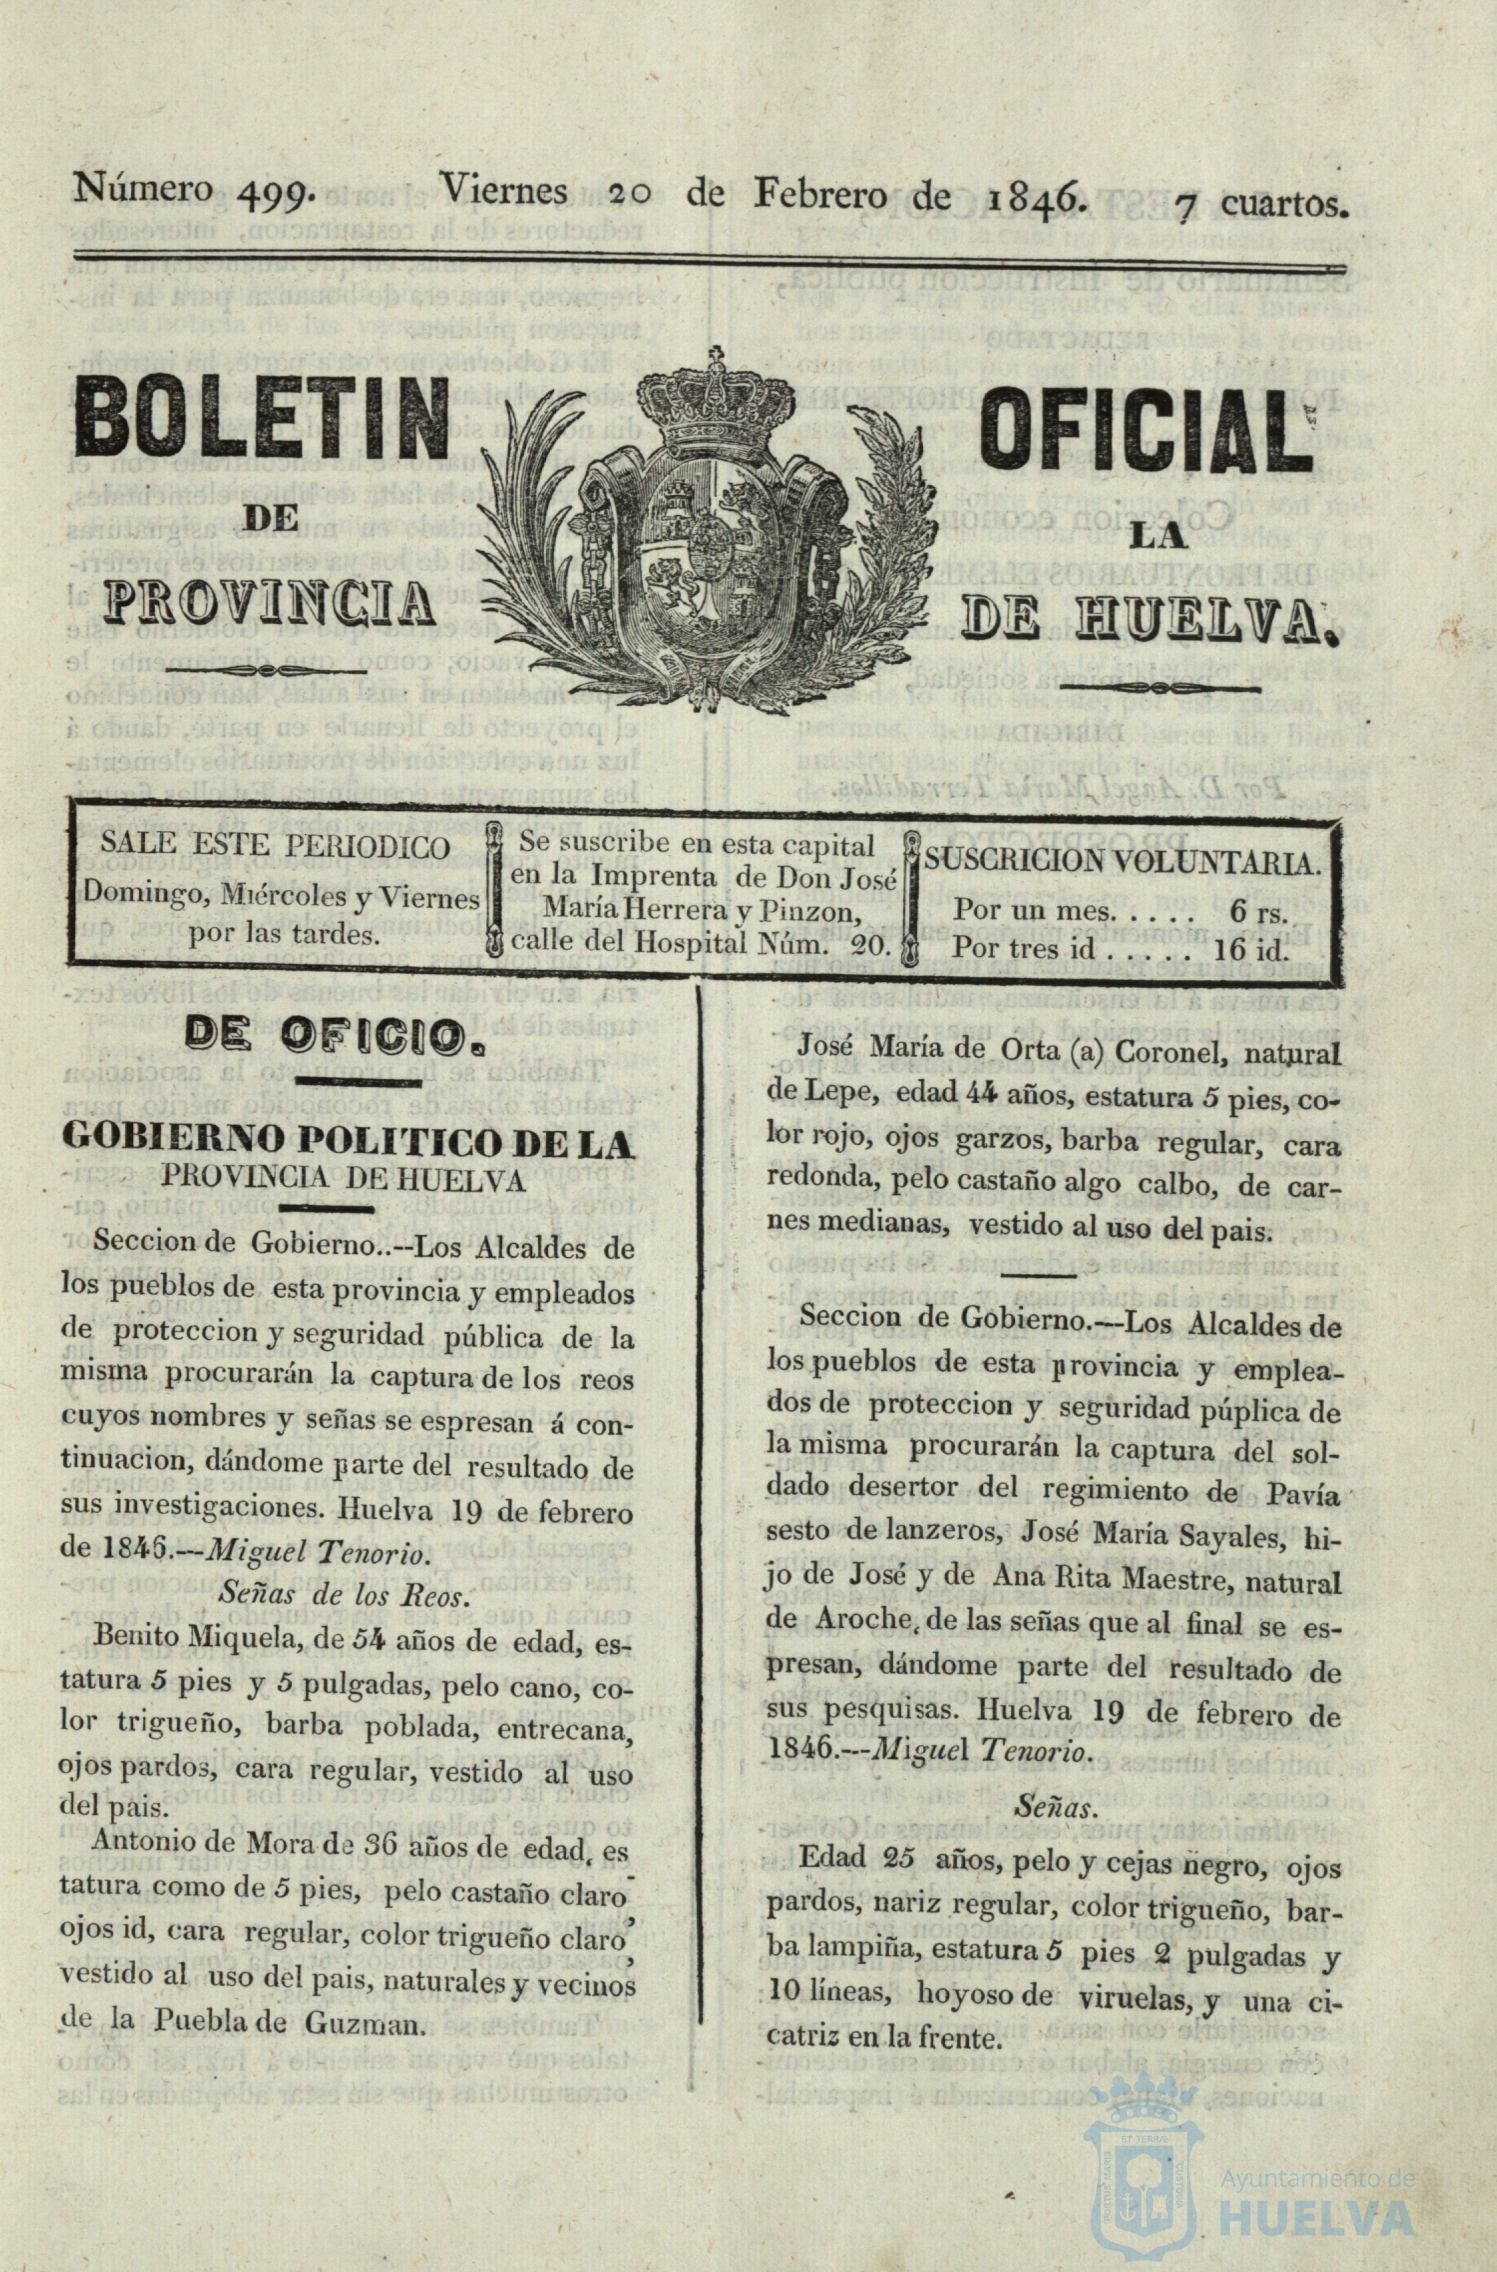 Número 499. Viernes 20 de Febrero de 1846. 7 cuartos.
BOLETIN OFICIAL
DE LA
PROVINCIA DE HUELVA.
SALE ESTE PERIODICO
Domingo, Miércoles y Viernes
por las tardes.
Se suscribe en esta capital
en la Imprenta de Don José
María Herrera y Pinzon,
calle del Hospital Núm. 20.
SUSCRICION VOLUNTARIA.
Por un mes. . . . . 6 rs.
Por tres id . . . . . 16 id.
DE OFICIO.
GOBIERNO POLITICO DE LA
PROVINCIA DE HUELVA
Seccion de Gobierno..--Los Alcaldes de
los pueblos de esta provincia y empleados
de proteccion y seguridad pública de la
misma procurarán la captura de los reos
cuyos nombres y señas se espresan á con-
tinuacion, dándome parte del resultado de
sus investigaciones. Huelva 19 de febrero
de 1846.--Miguel Tenorio.
Señas de los Reos.
Benito Miquela, de 54 años de edad, es-
tatura 5 pies y 5 pulgadas, pelo cano, co-
lor trigueño, barba poblada, entrecana,
ojos pardos, cara regular, vestido al uso
del pais.
Antonio de Mora de 36 años de edad, es
tatura como de 5 pies, pelo castaño claro-
ojos id, cara regular, color trigueño claro,
vestido al uso del pais, naturales y vecinos,
de la Puebla de Guzman.
José María de Orta (a) Coronel, natural
de Lepe, edad 44 años, estatura 5 pies, co-
lor rojo, ojos garzos, barba regular, cara
redonda, pelo castaño algo calbo, de car-
nes medianas, vestido al uso del pais.
Seccion de Gobierno.--Los Alcaldes de
los pueblos de esta provincia y emplea-
dos de proteccion y seguridad púplica de
la misma procurarán la captura del sol-
dado desertor del regimiento de Pavía
sesto de lanzeros, José María Sayales, hi-
jo de José y de Ana Rita Maestre, natural
de Aroche, de las señas que al final se es-
presan, dándome parte del resultado de
sus pesquisas. Huelva 19 de febrero de
1846.--Miguel Tenorio.
Señas.
Edad 25 años, pelo y cejas negro, ojos
pardos, nariz regular, color trigueño, bar-
ba lampiña, estatura 5 pies 2 pulgadas y
10 líneas, hoyoso de viruelas, y una ci-
catriz en la frente.
ET TERRÆ
PORTUS MARIS
CUSTODIA
Ayuntamiento de
HUELVA